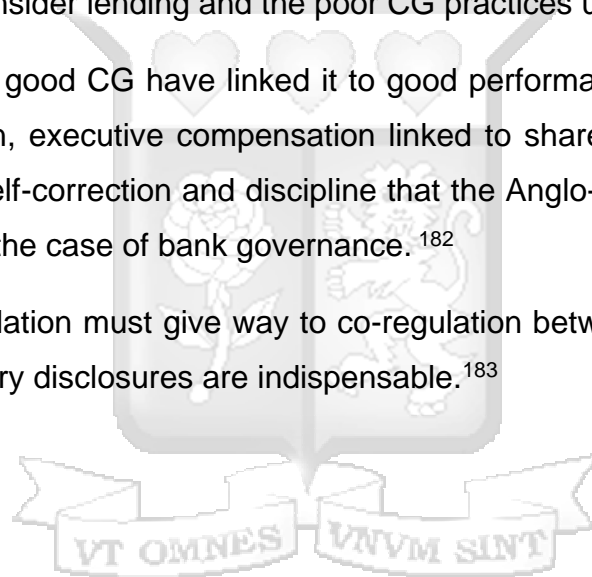 nsider lending and the poor CG practices u
good CG have linked it to good performa
, executive compensation linked to share
elf-correction and discipline that the Anglo-
the case of bank governance. 182
lation must give way to co-regulation betw
ry disclosures are indispensable.183
VT OMNES VNVM SINT